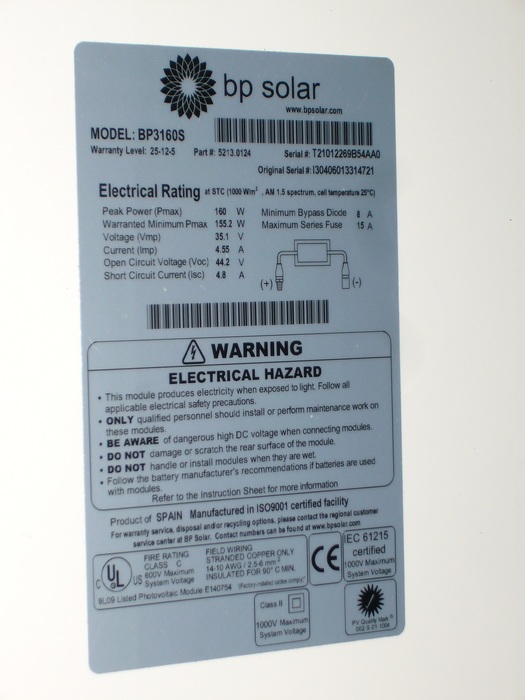 bp solar
www.bpsolar.com
MODEL: BP3160S
Warranty Level: 25-12-5 Part #: 5213.0124 Serial #: T21012269B54AA0
Original Serial #: I30406013314721
Electrical Rating at STC (1000 W/m², AM 1.5 spectrum, cell temperature 25°C)
Peak Power (Pmax) 160 W Minimum Bypass Diode 8 A
Warranted Minimum Pmax 155.2 W Maximum Series Fuse 15 A
Voltage (Vmp) 35.1 V
Current (Imp) 4.55 A
Open Circuit Voltage (Voc) 44.2 V
Short Circuit Current (Isc) 4.8 A
(+) (-)
WARNING
ELECTRICAL HAZARD
• This module produces electricity when exposed to light. Follow all
applicable electrical safety precautions.
• ONLY qualified personnel should install or perform maintenance work on
these modules.
• BE AWARE of dangerous high DC voltage when connecting modules.
• DO NOT damage or scratch the rear surface of the module.
• DO NOT handle or install modules when they are wet.
• Follow the battery manufacturer's recommendations if batteries are used
with modules.
Refer to the Instruction Sheet for more information
Product of SPAIN Manufactured in ISO9001 certified facility
For warranty service, disposal and/or recycling options, please contact the regional customer
service center at BP Solar. Contact numbers can be found at www.bpsolar.com
C UL US
FIRE RATING
CLASS C
600V Maximum
System Voltage
FIELD WIRING
STRANDED COPPER ONLY
14-10 AWG / 2.5-6 mm²
INSULATED FOR 90° C MIN.
9L09 Listed Photovoltaic Module E140754 (Factory-installed cables comply)
CE
IEC 61215
certified
1000V Maximum
System Voltage
Class II
1000V Maximum
System Voltage
PV Quality Mark